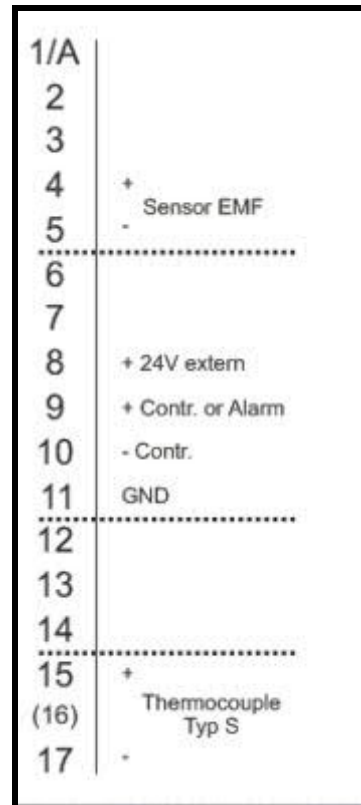 1/A
2
3
4 +
Sensor EMF
5 -
6
7
8 + 24V extern
9 + Contr. or Alarm
10 - Contr.
11 GND
12
13
14
15 +
Thermocouple
(16)
Typ S
17 -